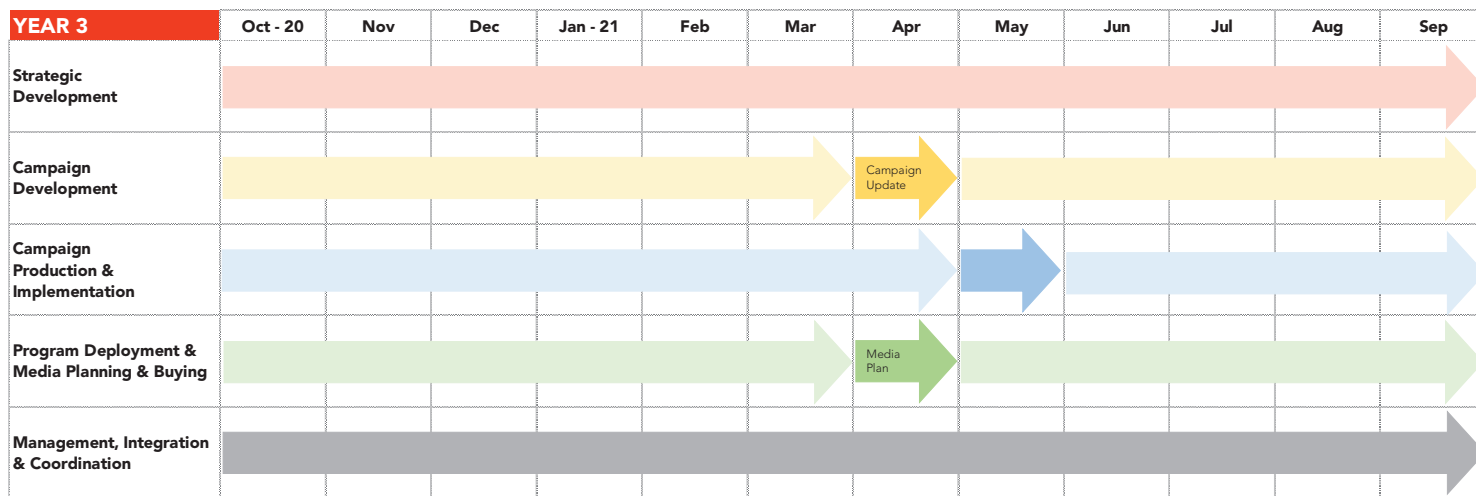 YEAR 3 Oct - 20 Nov Dec Jan - 21 Feb Mar Apr May Jun Jul Aug Sep
Strategic
Development
Campaign
Development
Campaign
Update
Campaign
Production &
Implementation
Program Deployment &
Media Planning & Buying
Media
Plan
Management, Integration
& Coordination